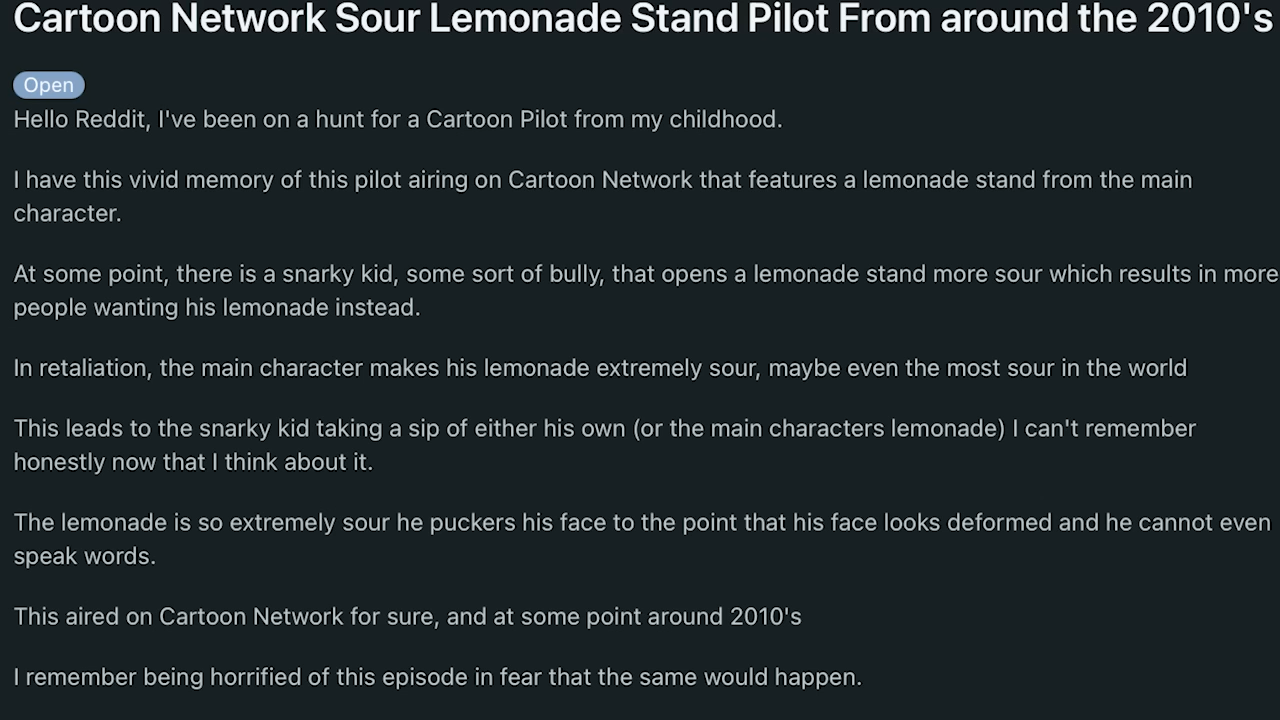 Cartoon Network Sour Lemonade Stand Pilot From around the 2010's
Open
Hello Reddit, I've been on a hunt for a Cartoon Pilot from my childhood.
I have this vivid memory of this pilot airing on Cartoon Network that features a lemonade stand from the main
character.
At some point, there is a snarky kid, some sort of bully, that opens a lemonade stand more sour which results in more
people wanting his lemonade instead.
In retaliation, the main character makes his lemonade extremely sour, maybe even the most sour in the world
This leads to the snarky kid taking a sip of either his own (or the main characters lemonade) I can't remember
honestly now that I think about it.
The lemonade is so extremely sour he puckers his face to the point that his face looks deformed and he cannot even
speak words.
This aired on Cartoon Network for sure, and at some point around 2010's
I remember being horrified of this episode in fear that the same would happen.